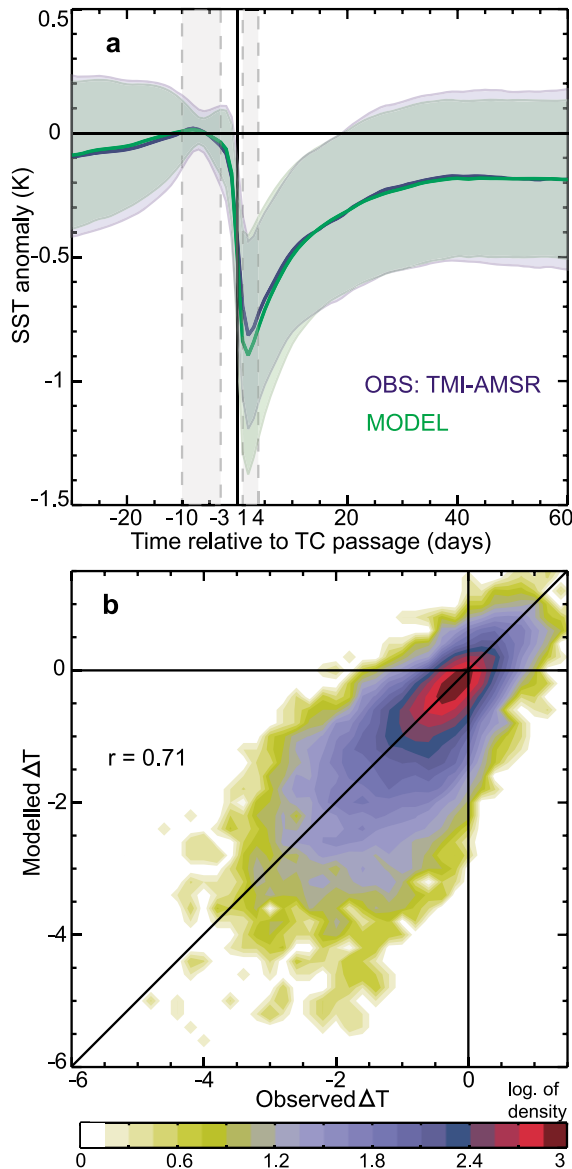 0.5
a
0
-0.5
-1
-1.5
SST anomaly (K)
OBS: TMI-AMSR
MODEL
-20 -10 -3 1 4 20 40 60
Time relative to TC passage (days)
b
0
-2
-4
-6
Modelled ΔT
r = 0.71
-6 -4 -2 0
Observed ΔT
log. of
density
0 0.6 1.2 1.8 2.4 3